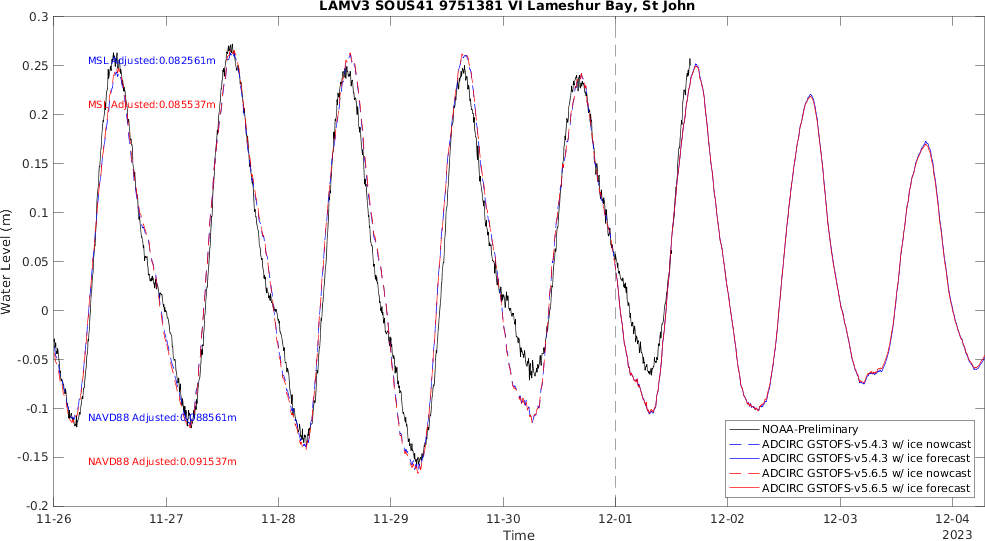 LAMV3 SOUS41 9751381 VI Lameshur Bay, St John
Water Level (m)
0.3
0.25
0.2
0.15
0.1
0.05
0
-0.05
-0.1
-0.15
-0.2
MSL Adjusted:0.082561m
MSL Adjusted:0.085537m
NAVD88 Adjusted:0.088561m
NAVD88 Adjusted:0.091537m
NOAA-Preliminary
ADCIRC GSTOFS-v5.4.3 w/ ice nowcast
ADCIRC GSTOFS-v5.4.3 w/ ice forecast
ADCIRC GSTOFS-v5.6.5 w/ ice nowcast
ADCIRC GSTOFS-v5.6.5 w/ ice forecast
11-26 11-27 11-28 11-29 11-30 12-01 12-02 12-03 12-04
Time
2023